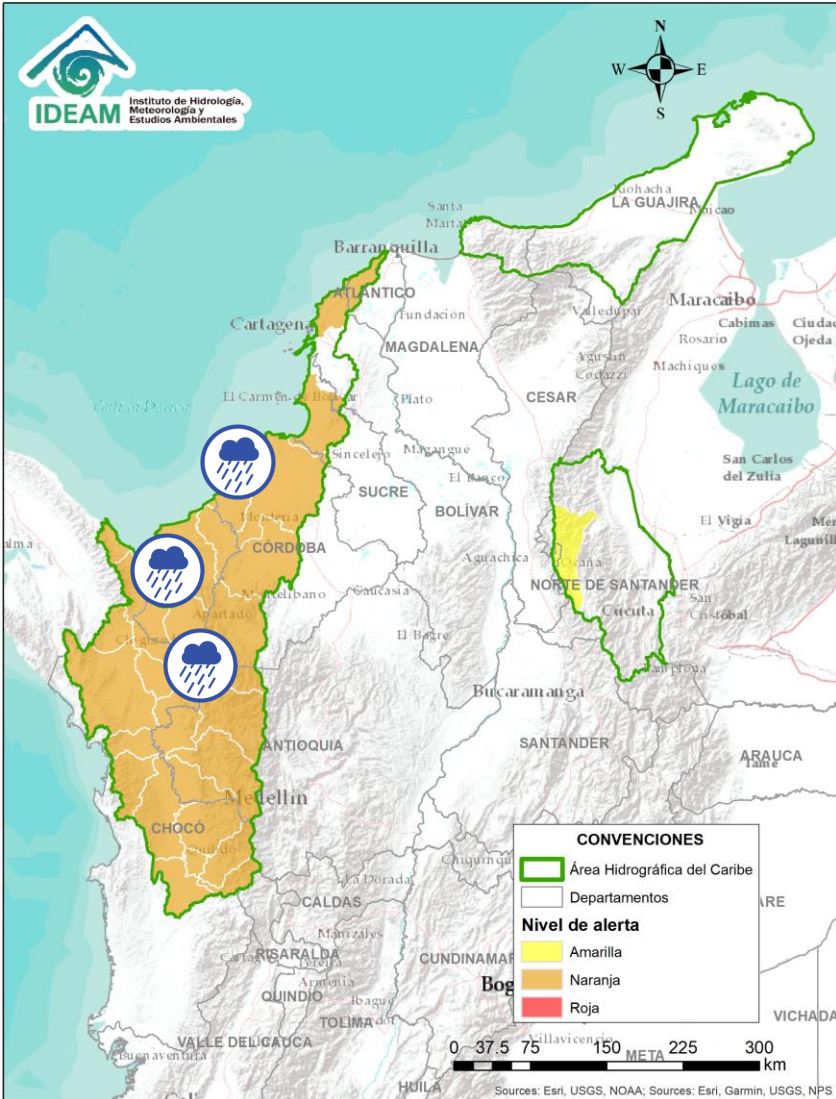 IDEAM
Instituto de Hidrología,
Meteorología y
Estudios Ambientales
N
W
E
S
Riohacha
LA GUAJIRA
Maicao
Santa
Marta
Barranquilla
ATLÁNTICO
Maracaibo
Cartagena
Fundación
Valledupar
Cabimas
Ciudad
Ojeda
Rosario
MAGDALENA
Agustín
Codazzi
Machiques
El Carmen de Bolívar
Plato
CESAR
Lago de
Maracaibo
Sincelejo
Magangué
San Carlos
del Zulia
El Banco
SUCRE
BOLÍVAR
El Vigía
Montería
CÓRDOBA
Aguachica
Ocaña
NORTE DE SANTANDER
Montelíbano
Caucasia
Cúcuta
San
Cristóbal
Apartadó
El Bagre
Pamplona
Bucaramanga
ANTIOQUIA
SANTANDER
ARAUCA
Tame
Medellín
CHOCÓ
Quibdó
La Dorada
CALDAS
Manizales
RISARALDA
Pereira
Armenia
QUINDÍO
Ibagué
TOLIMA
CUNDINAMAR
Bog
VALLE DEL CAUCA
Villavicencio
META
VICHADA
Buenaventura
HUILA
CONVENCIONES
Área Hidrográfica del Caribe
Departamentos
Nivel de alerta
Amarilla
Naranja
Roja
0 37.5 75 150 225 300
km
Sources: Esri, USGS, NOAA; Sources: Esri, Garmin, USGS, NPS